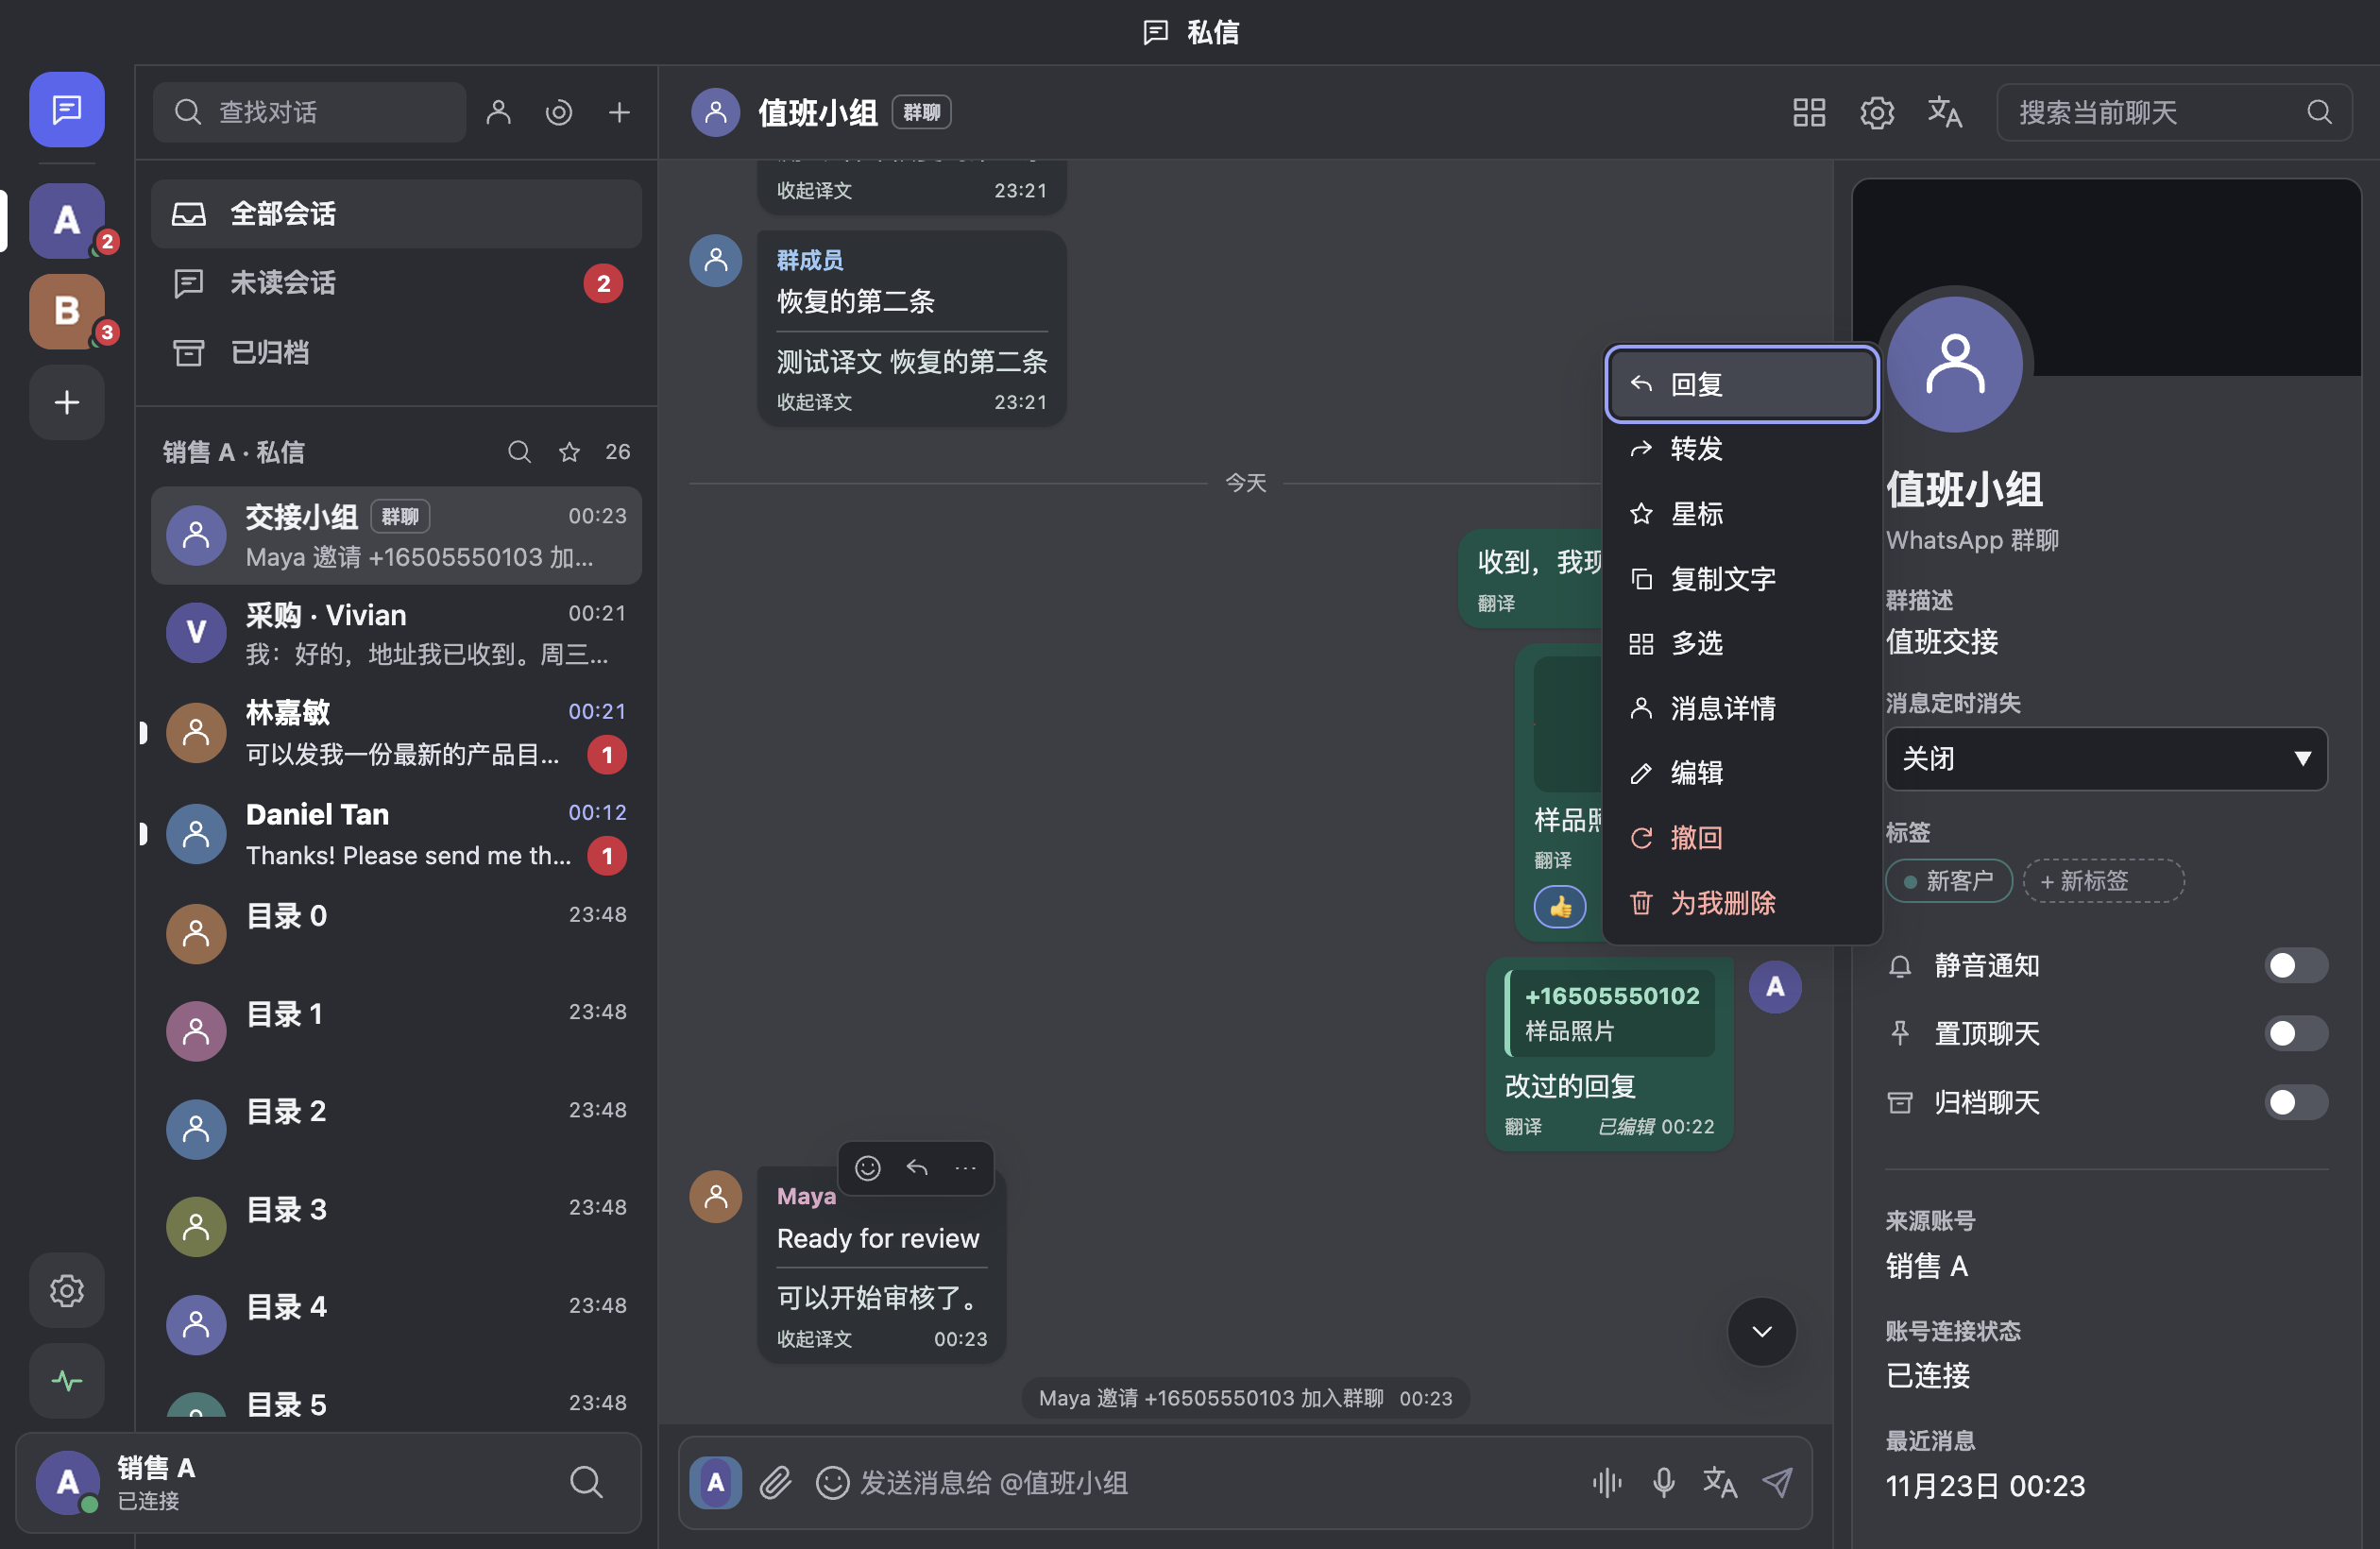 私信
A
2
B
3
查找对话
全部会话
未读会话
2
已归档
销售 A · 私信
26
交接小组
群聊
00:23
Maya 邀请 +16505550103 加...
V
采购 · Vivian
00:21
我：好的，地址我已收到。周三...
林嘉敏
00:21
可以发我一份最新的产品目...
1
Daniel Tan
00:12
Thanks! Please send me th...
1
目录 0
23:48
目录 1
23:48
目录 2
23:48
目录 3
23:48
目录 4
23:48
目录 5
23:48
A
销售 A
已连接
值班小组
群聊
搜索当前聊天
收起译文
23:21
群成员
恢复的第二条
测试译文 恢复的第二条
收起译文
23:21
今天
收到，我现
翻译
样品照
翻译
👍
+16505550102
样品照片
改过的回复
翻译
已编辑 00:22
A
Maya
Ready for review
可以开始审核了。
收起译文
00:23
Maya 邀请 +16505550103 加入群聊 00:23
A
发送消息给 @值班小组
回复
转发
星标
复制文字
多选
消息详情
编辑
撤回
为我删除
值班小组
WhatsApp 群聊
群描述
值班交接
消息定时消失
关闭
标签
新客户
+ 新标签
静音通知
置顶聊天
归档聊天
来源账号
销售 A
账号连接状态
已连接
最近消息
11月23日 00:23